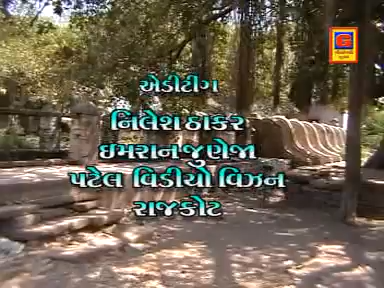 એડીટીંગ
નિલેશ ઠાકર
ઇમરાન જુણેજા
પટેલ વિડીયો વિઝન
રાજકોટ